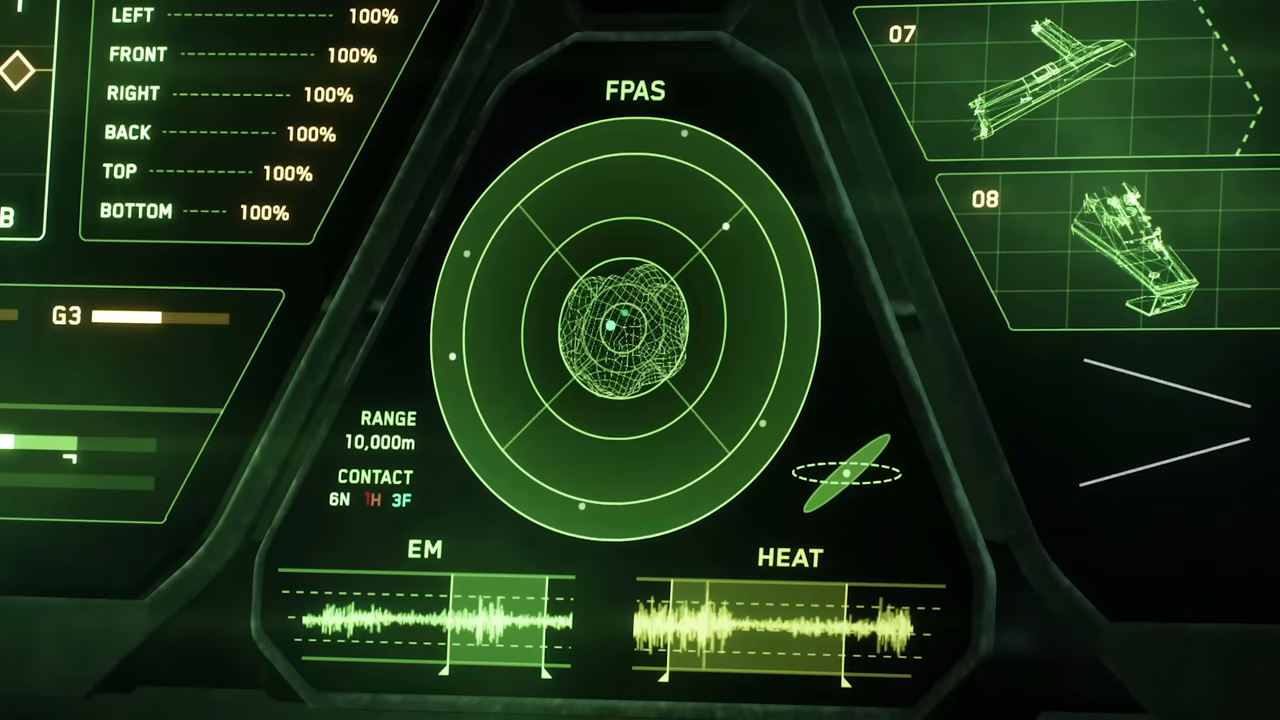 LEFT 100%
FRONT 100%
RIGHT 100%
BACK 100%
TOP 100%
BOTTOM 100%
B
G3
FPAS
RANGE
10,000m
CONTACT
6N 1H 3F
EM
HEAT
07
08